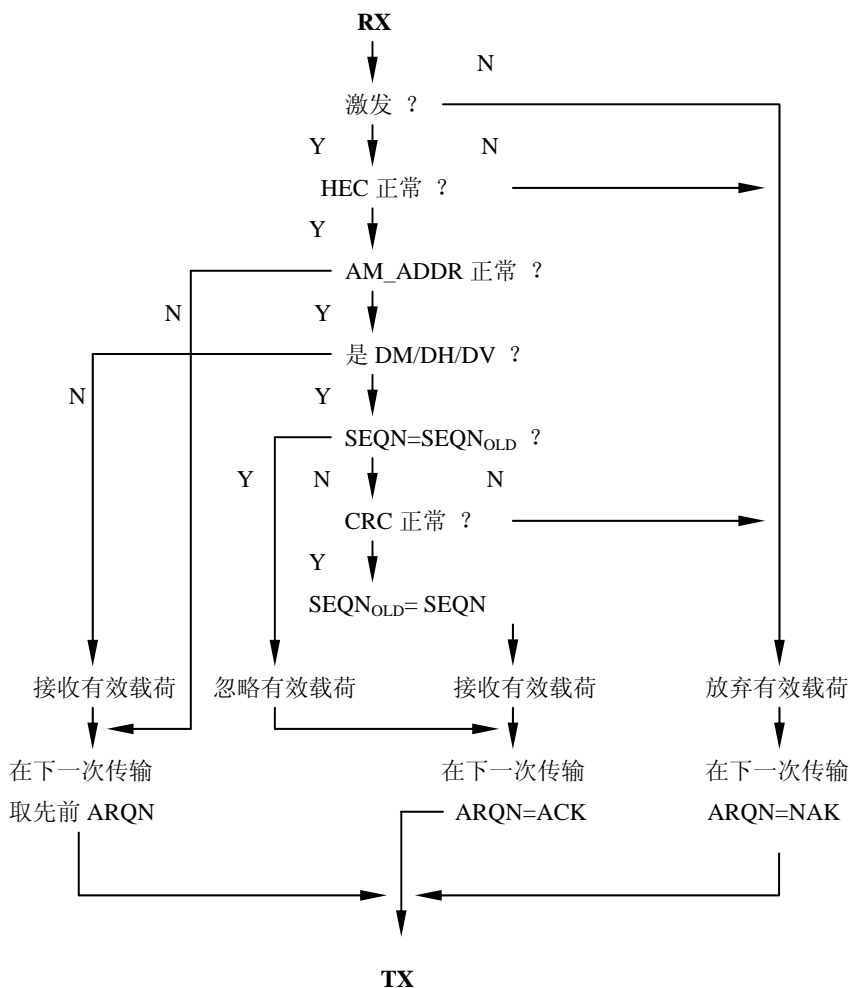 RX
N
激发 ？
Y N
HEC 正常 ？
Y
AM_ADDR 正常 ？
N Y
是 DM/DH/DV ？
N Y
SEQN=SEQN_OLD ？
Y N N
CRC 正常 ？
Y
SEQN_OLD= SEQN
接收有效载荷 忽略有效载荷 接收有效载荷 放弃有效载荷
在下一次传输 在下一次传输 在下一次传输
取先前 ARQN ARQN=ACK ARQN=NAK
TX